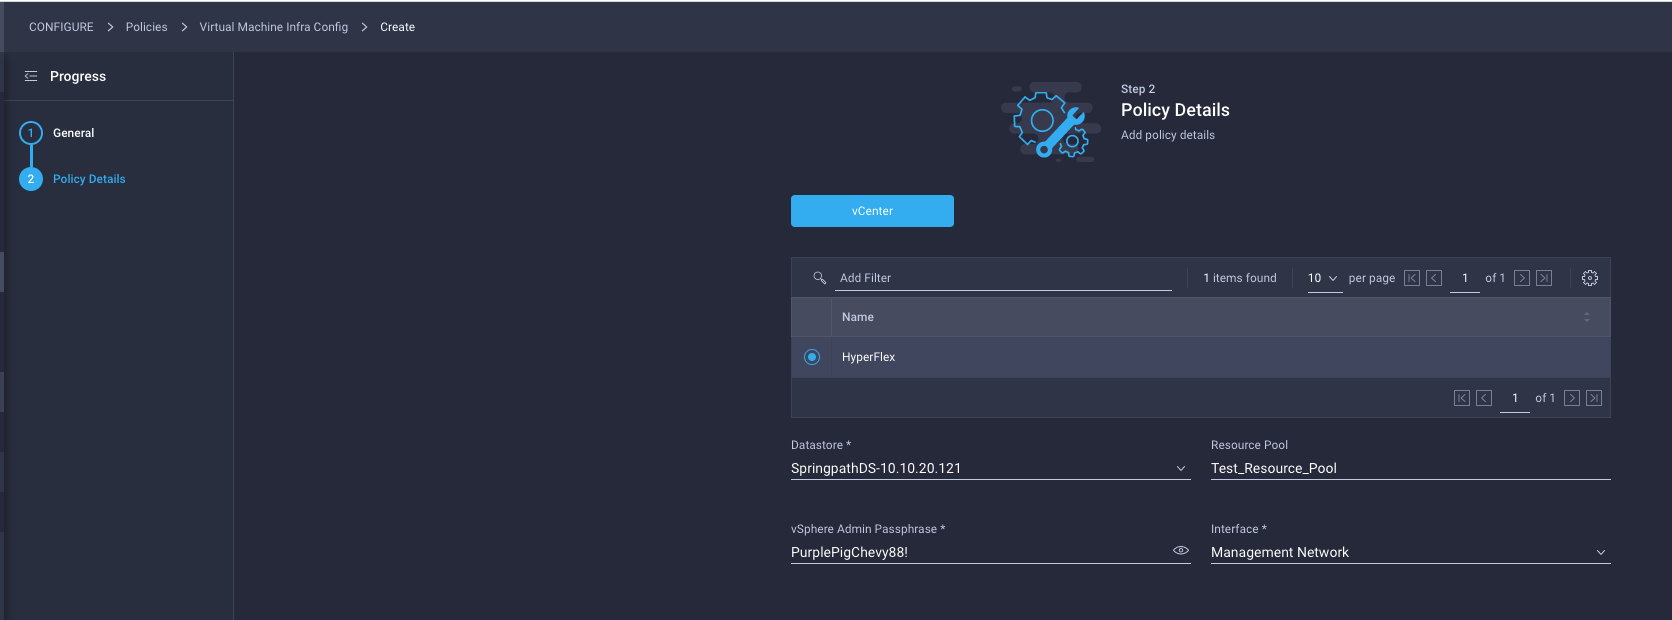 CONFIGURE > Policies > Virtual Machine Infra Config > Create
Progress
1 General
2 Policy Details
Step 2
Policy Details
Add policy details
vCenter
Add Filter 1 items found 10 per page 1 of 1
Name
HyperFlex
1 of 1
Datastore * Resource Pool
SpringpathDS-10.10.20.121 Test_Resource_Pool
vSphere Admin Passphrase * Interface *
PurplePigChevy88! Management Network